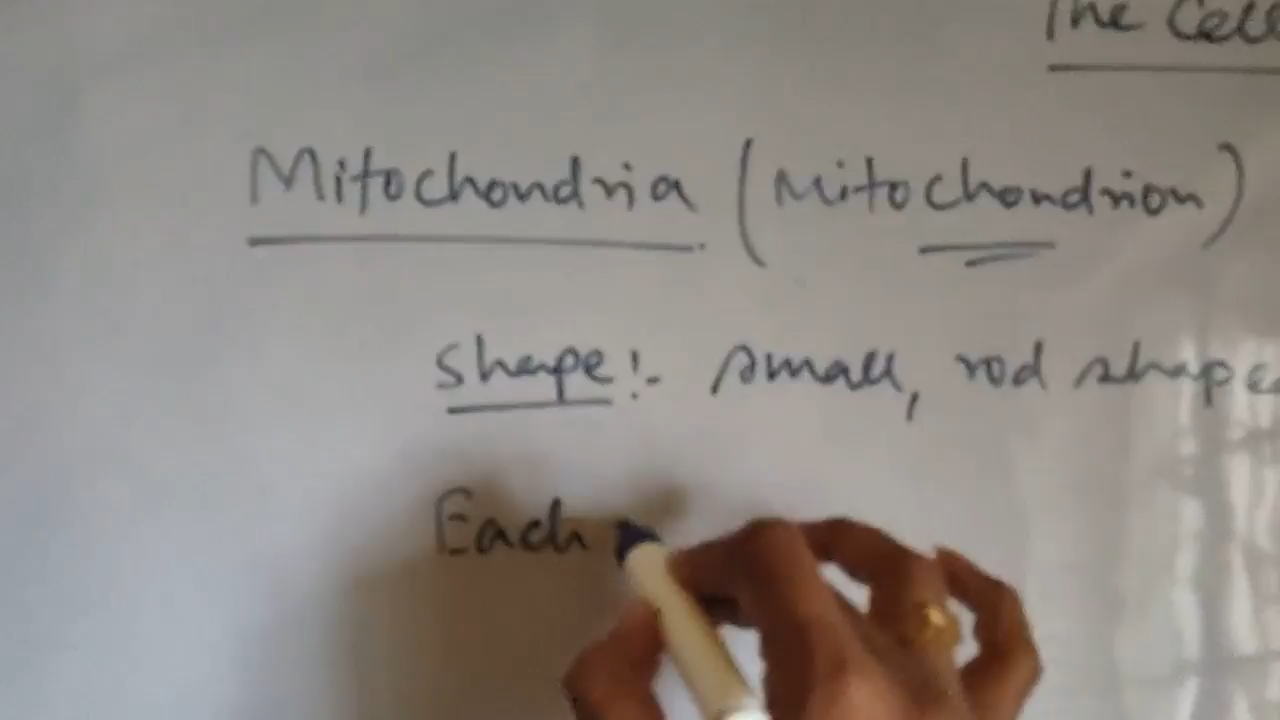 The Cell
Mitochondria (Mitochondrion)
Shape:- small, rod shape
Each